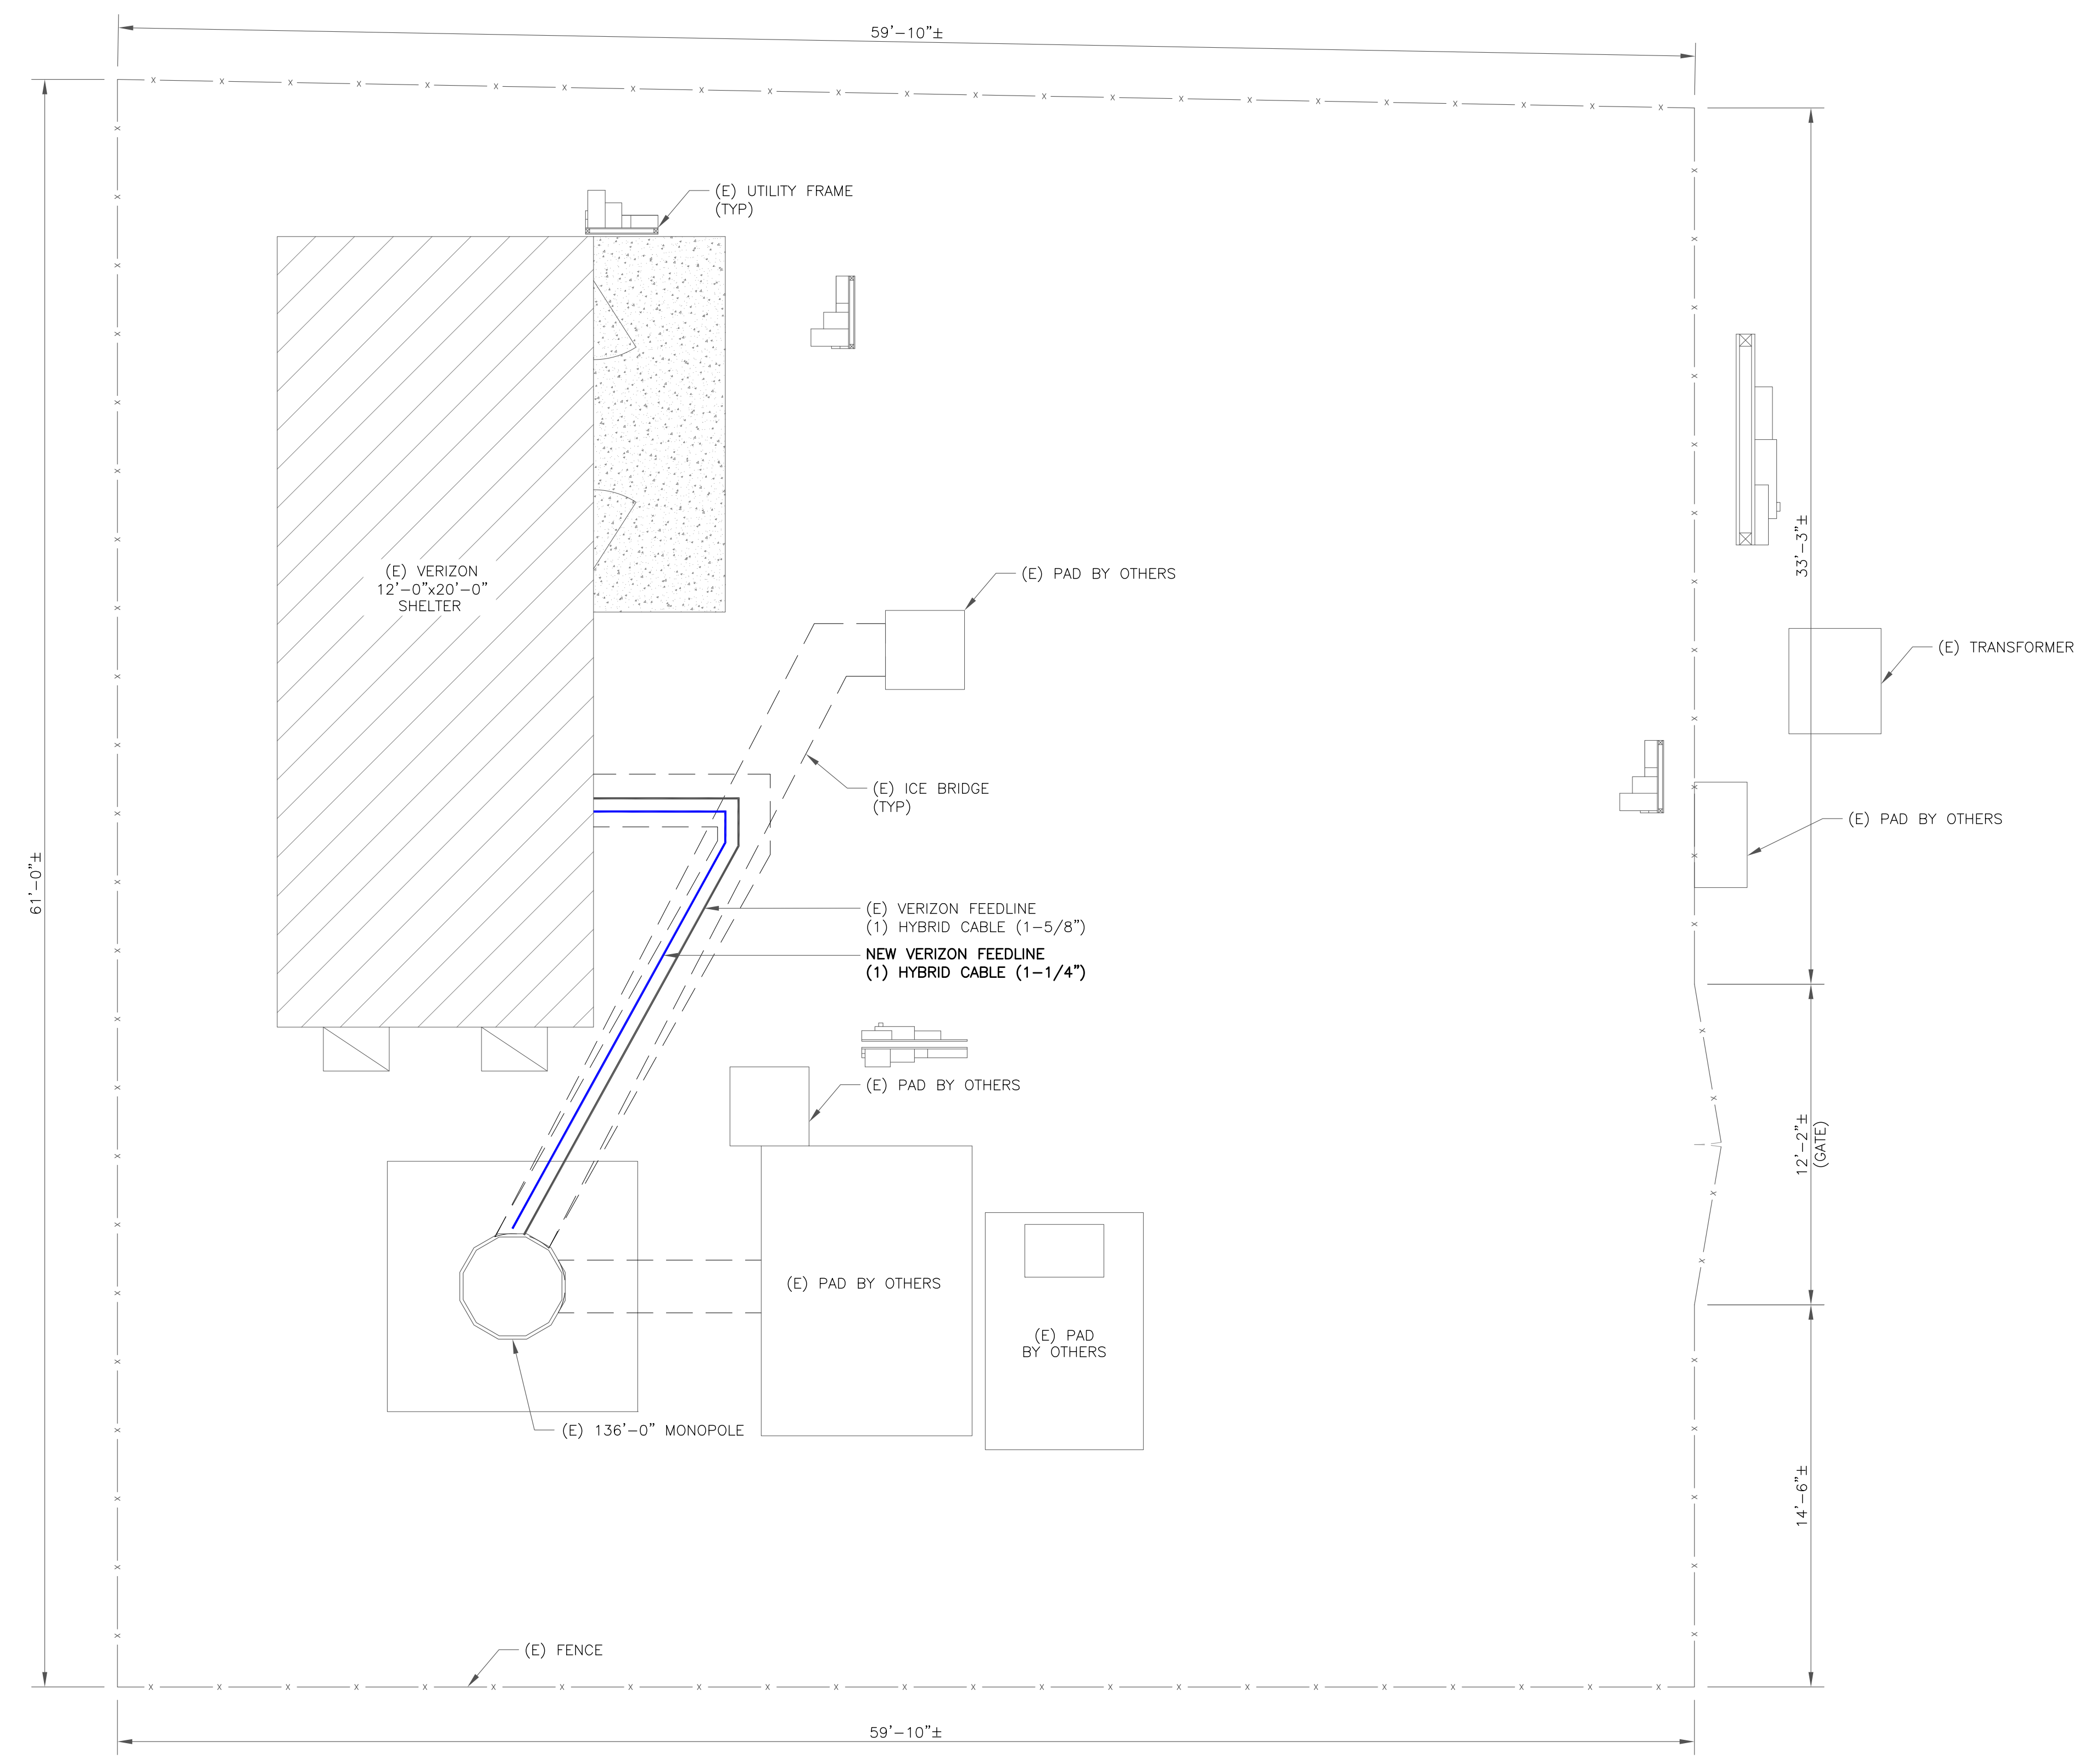 59'-10"±
(E) UTILITY FRAME
(TYP)
33'-3"±
(E) VERIZON
12'-0"x20'-0"
SHELTER
(E) PAD BY OTHERS
(E) TRANSFORMER
(E) ICE BRIDGE
(TYP)
(E) PAD BY OTHERS
61'-0"±
(E) VERIZON FEEDLINE
(1) HYBRID CABLE (1-5/8")
NEW VERIZON FEEDLINE
(1) HYBRID CABLE (1-1/4")
(E) PAD BY OTHERS
12'-2"±
(GATE)
(E) PAD BY OTHERS
(E) PAD
BY OTHERS
(E) 136'-0" MONOPOLE
14'-6"±
(E) FENCE
59'-10"±